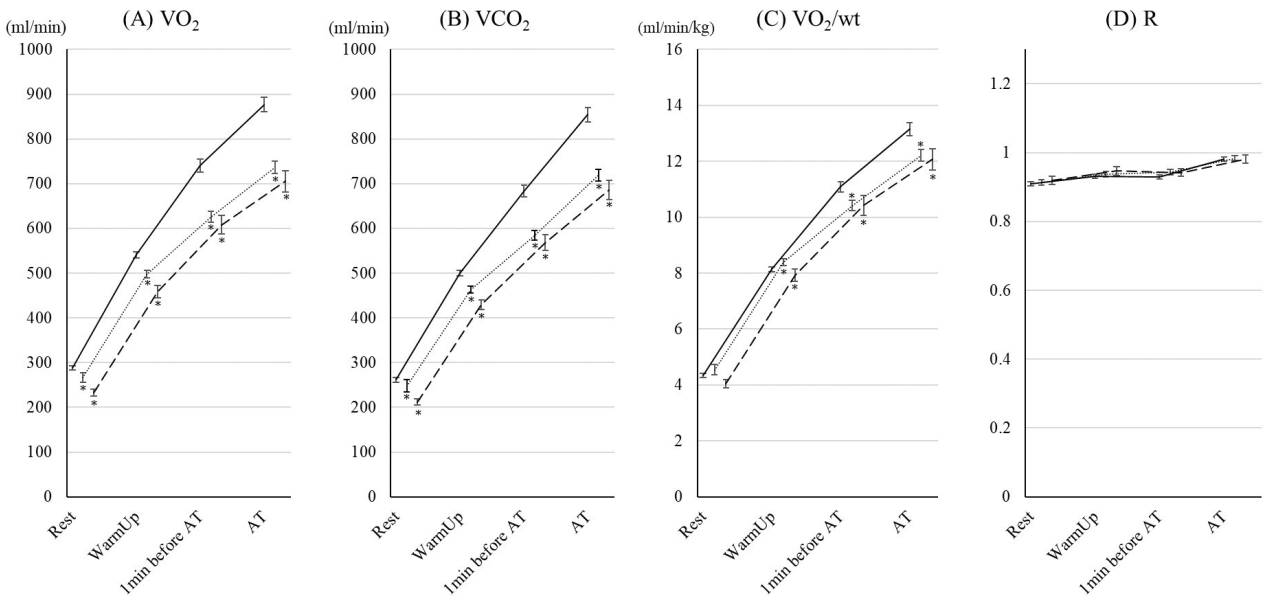 (A) VO2
(ml/min)
1000
900
800
700
600
500
400
300
200
100
0
Rest
WarmUp
1min before AT
AT
* * * * * * * *
(B) VCO2
(ml/min)
1000
900
800
700
600
500
400
300
200
100
0
Rest
WarmUp
1min before AT
AT
* * * * * * * *
(C) VO2/wt
(ml/min/kg)
16
14
12
10
8
6
4
2
0
Rest
WarmUp
1min before AT
AT
* * * * * *
(D) R
1.2
1
0.8
0.6
0.4
0.2
0
Rest
WarmUp
1min before AT
AT